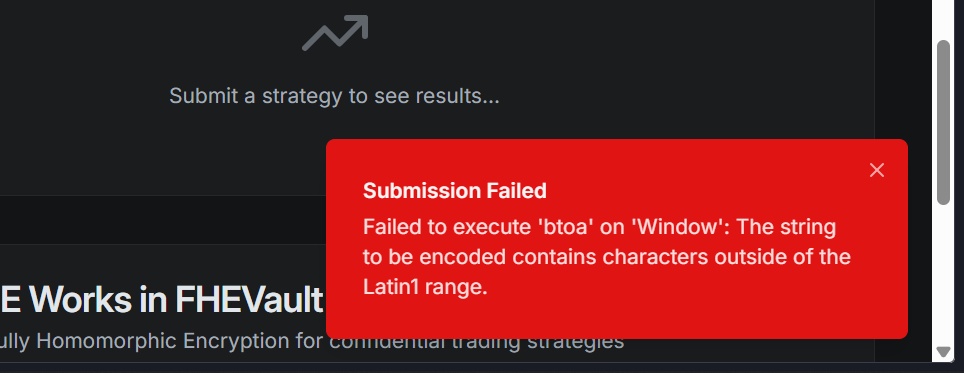 Submit a strategy to see results...
Submission Failed
Failed to execute 'btoa' on 'Window': The string
to be encoded contains characters outside of the
Latin1 range.
E Works in FHEVault
ully Homomorphic Encryption for confidential trading strategies